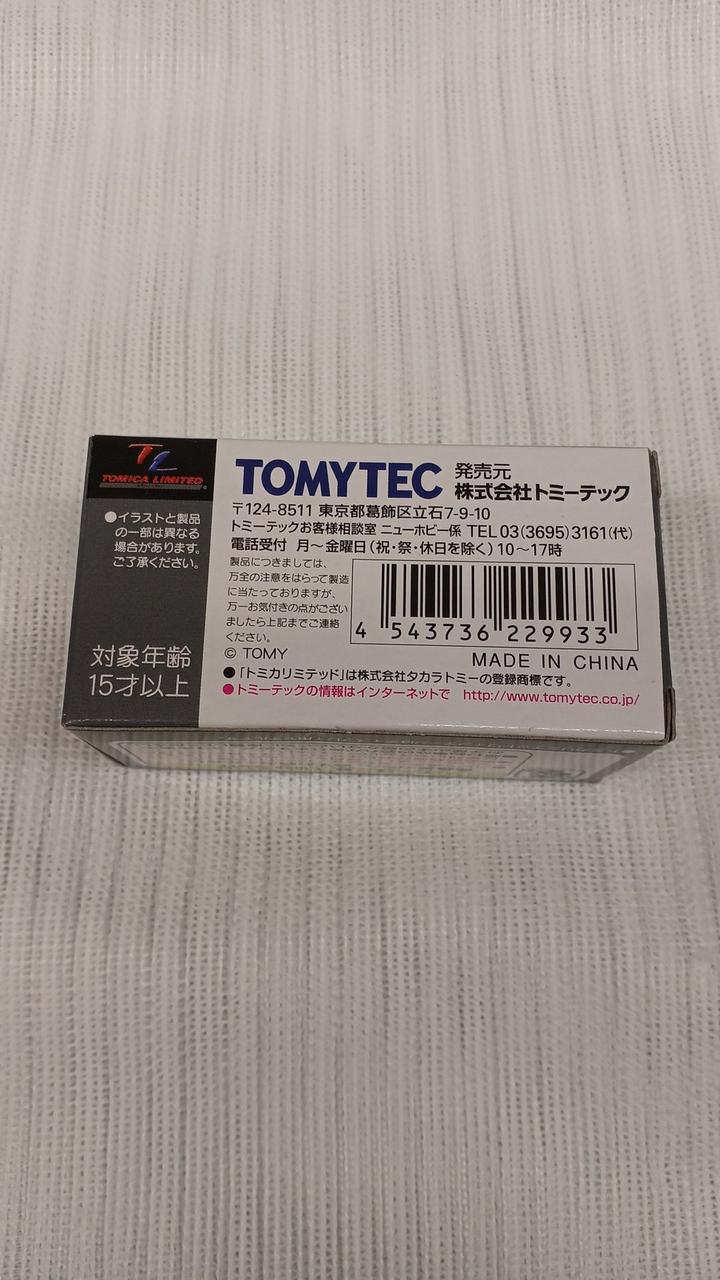 TL
TOMICA LIMITED
●イラストと製品
の一部は異なる
場合があります。
ご了承ください。
対象年齢
15才以上
TOMYTEC 発売元
株式会社トミーテック
〒124-8511 東京都葛飾区立石7-9-10
トミーテックお客様相談室 ニューホビー係 TEL 03(3695)3161(代)
電話受付 月〜金曜日(祝・祭・休日を除く)10〜17時
製品につきましては、
万全の注意をはらって製造
に当たっておりますが、
万一お気付きの点がござい
ましたら上記までご連絡
ください。
4 543736 229933
© TOMY
MADE IN CHINA
●「トミカリミテッド」は株式会社タカラトミーの登録商標です。
●トミーテックの情報はインターネットで http://www.tomytec.co.jp/